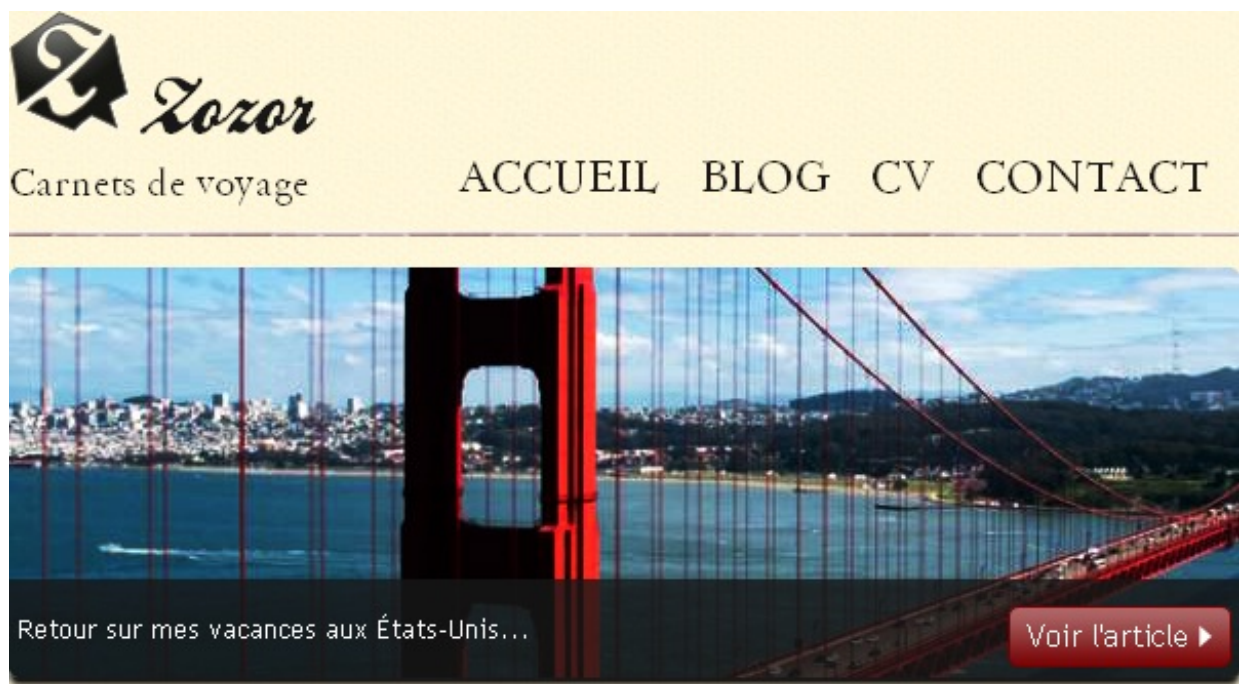 Zozor
Carnets de voyage
ACCUEIL BLOG CV CONTACT
Retour sur mes vacances aux États-Unis...
Voir l'article